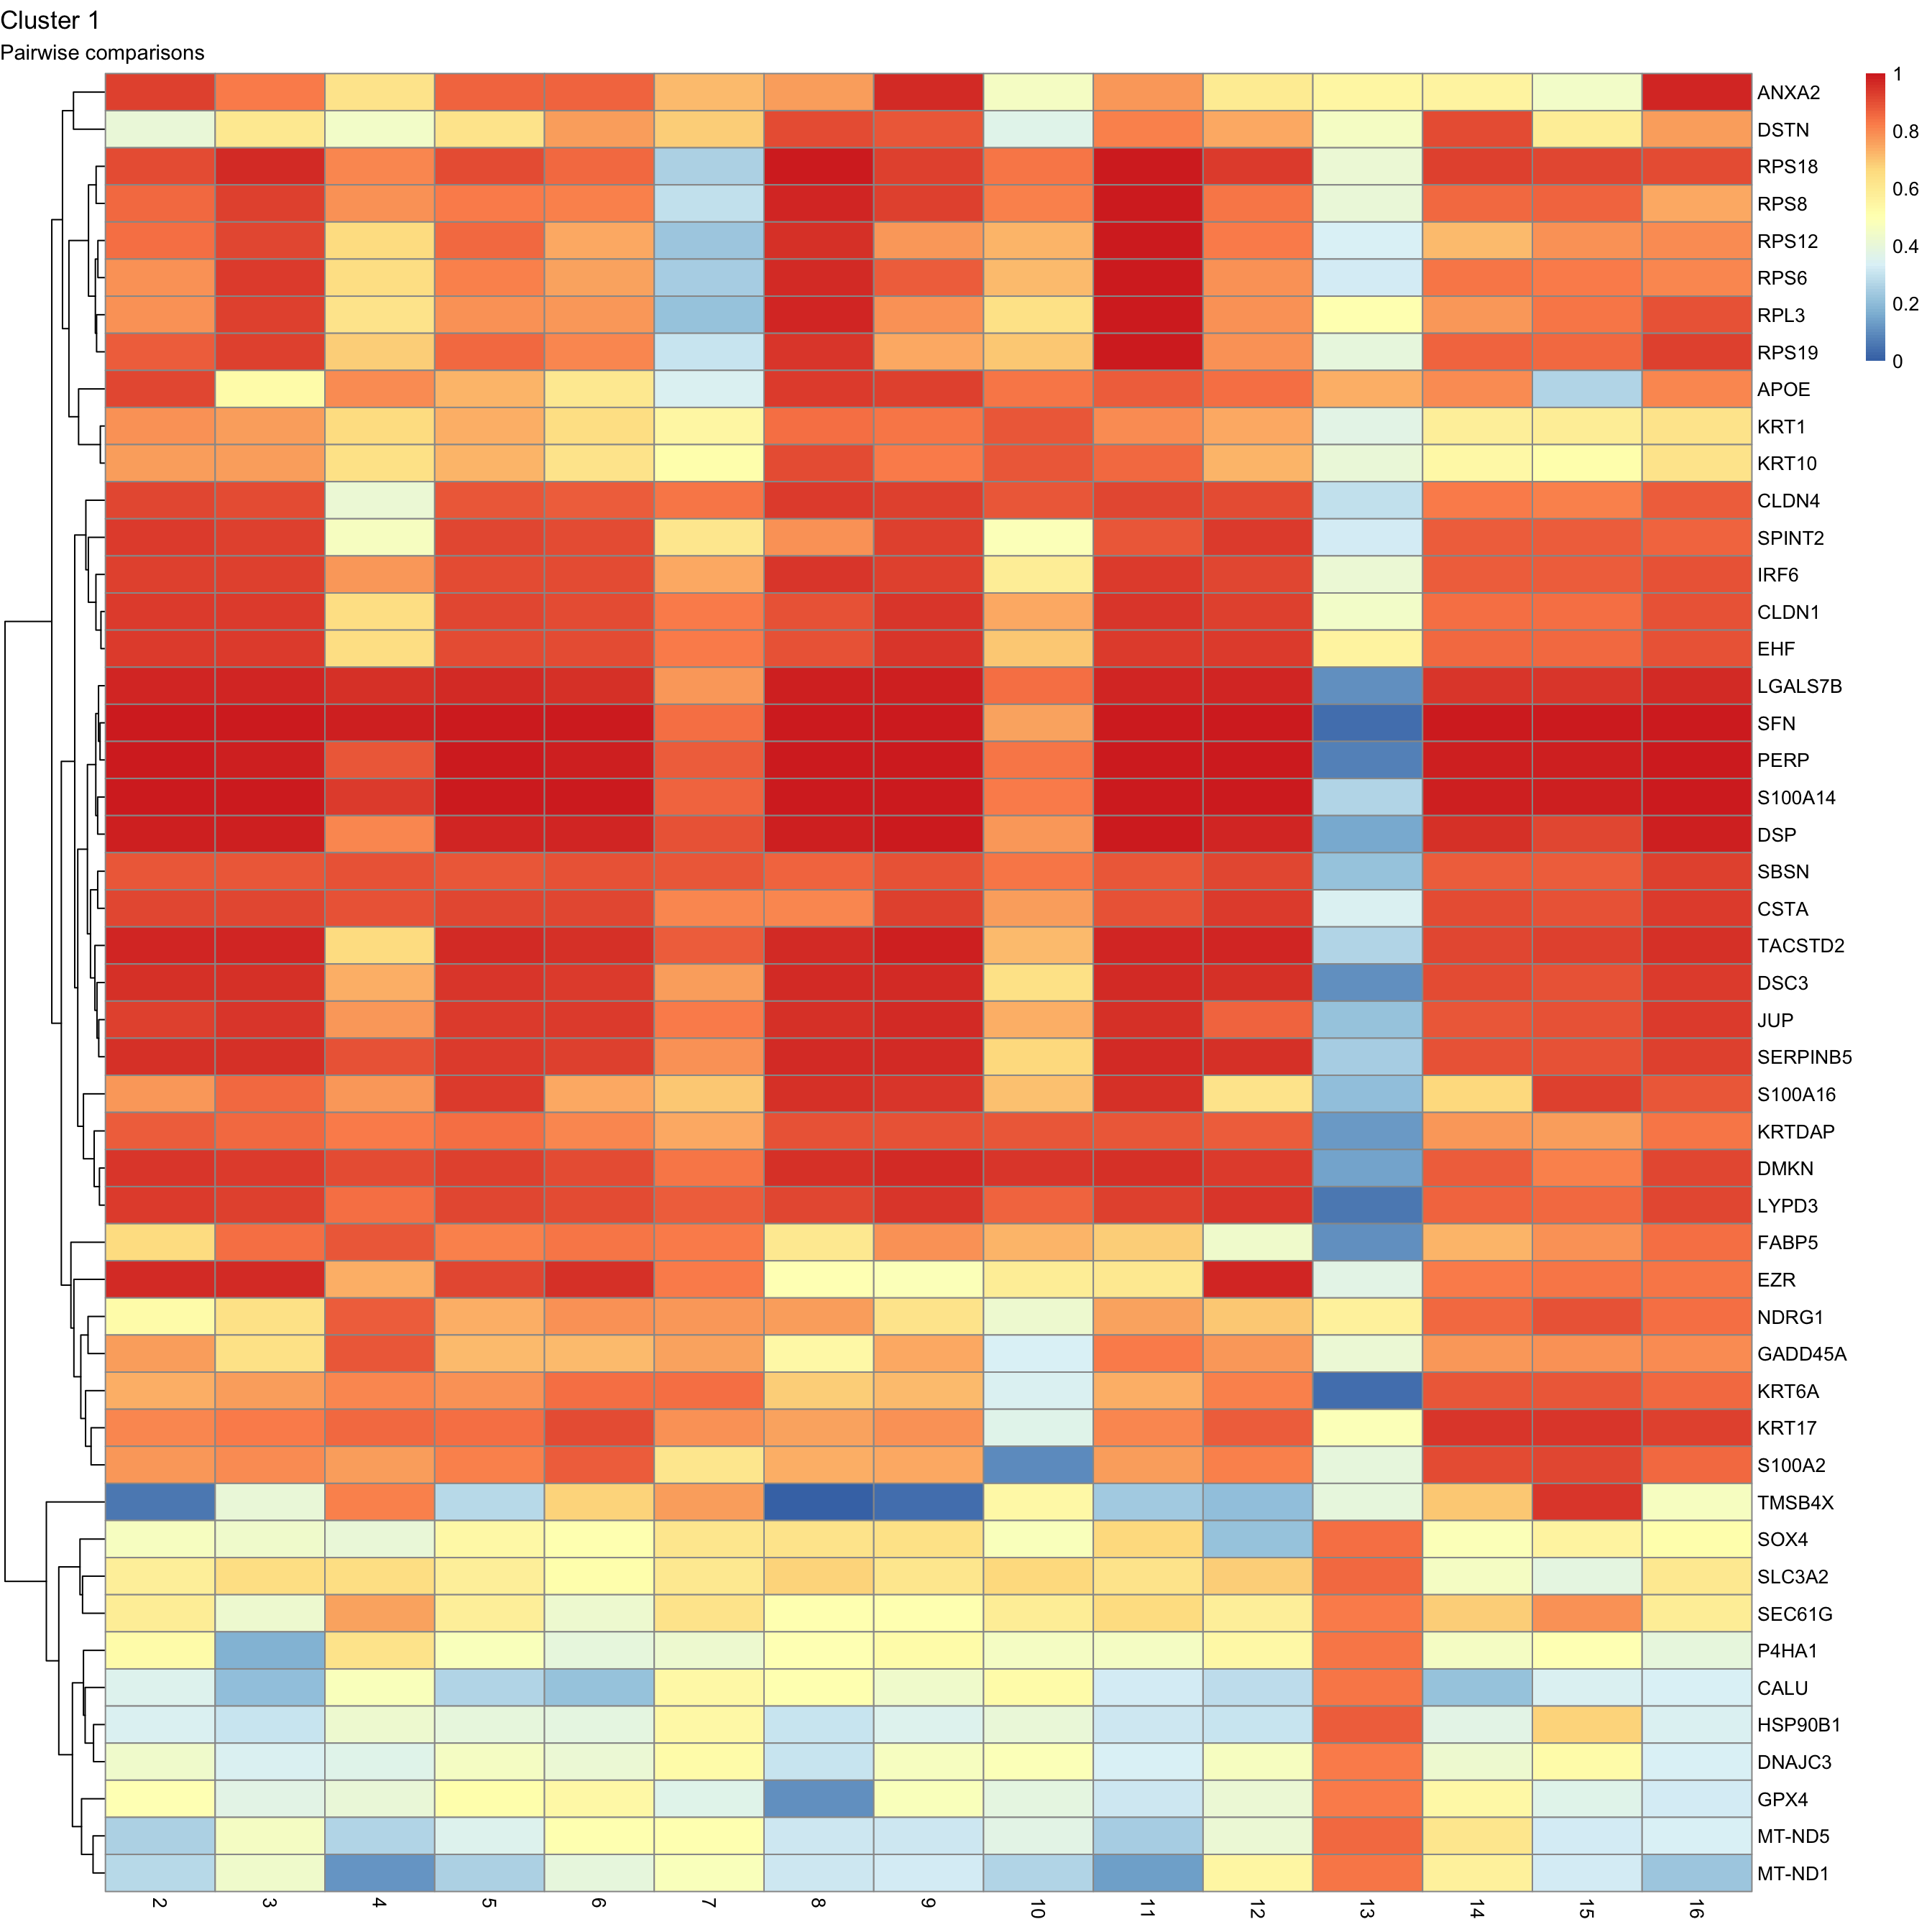 Cluster 1
Pairwise comparisons
1
0.8
0.6
0.4
0.2
0
ANXA2
DSTN
RPS18
RPS8
RPS12
RPS6
RPL3
RPS19
APOE
KRT1
KRT10
CLDN4
SPINT2
IRF6
CLDN1
EHF
LGALS7B
SFN
PERP
S100A14
DSP
SBSN
CSTA
TACSTD2
DSC3
JUP
SERPINB5
S100A16
KRTDAP
DMKN
LYPD3
FABP5
EZR
NDRG1
GADD45A
KRT6A
KRT17
S100A2
TMSB4X
SOX4
SLC3A2
SEC61G
P4HA1
CALU
HSP90B1
DNAJC3
GPX4
MT-ND5
MT-ND1
2 3 4 5 6 7 8 9 10 11 12 13 14 15 16